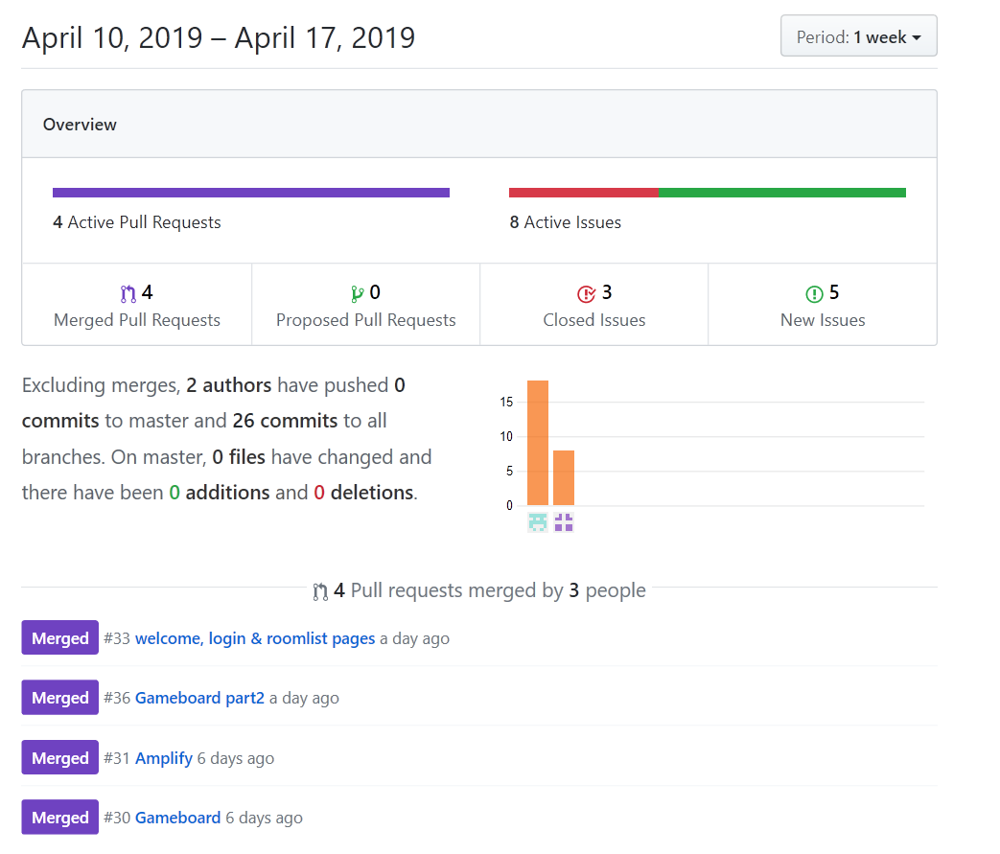 April 10, 2019 – April 17, 2019
Period: 1 week
Overview
4 Active Pull Requests
8 Active Issues
4
Merged Pull Requests
0
Proposed Pull Requests
3
Closed Issues
5
New Issues
Excluding merges, 2 authors have pushed 0
commits to master and 26 commits to all
branches. On master, 0 files have changed and
there have been 0 additions and 0 deletions.
15
10
5
0
4 Pull requests merged by 3 people
Merged #33 welcome, login & roomlist pages a day ago
Merged #36 Gameboard part2 a day ago
Merged #31 Amplify 6 days ago
Merged #30 Gameboard 6 days ago